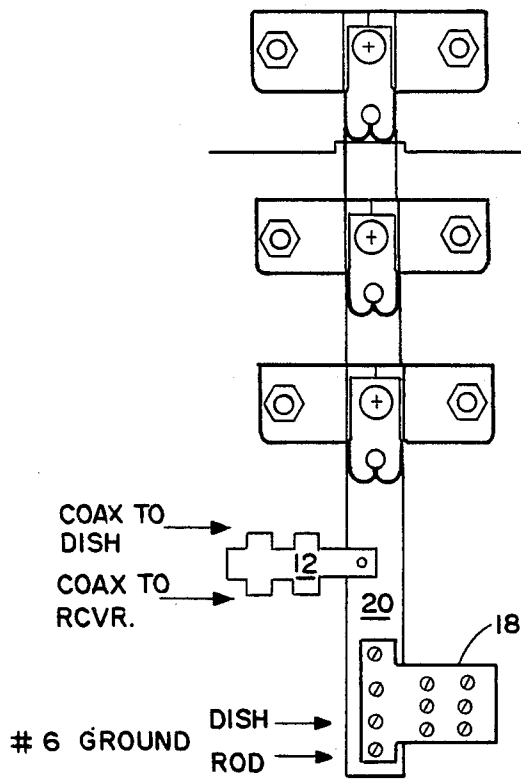 COAX TO
DISH
12
COAX TO
RCVR.
20
18
DISH
# 6 GROUND
ROD